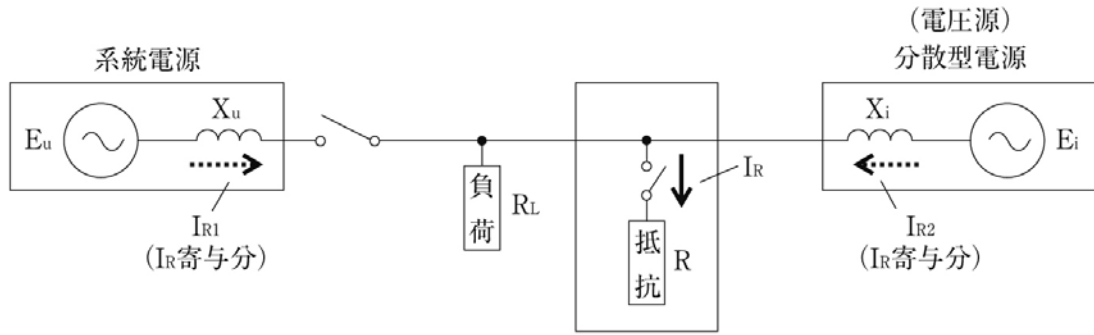 系統電源
Eu
Xu
IR1
(IR寄与分)
負荷
RL
IR
抵抗
R
(電圧源)
分散型電源
Xi
Ei
IR2
(IR寄与分)